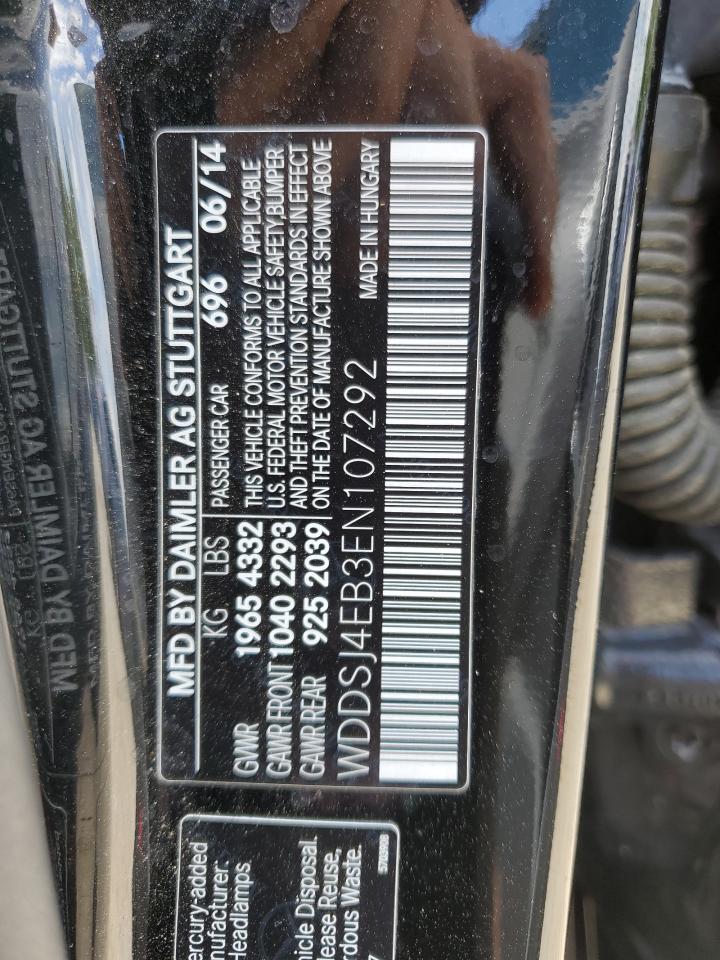 MFD BY DAIMLER AG STUTTGART
KG LBS PASSENGER CAR 696 06/14
GWR 1965 4332 THIS VEHICLE CONFORMS TO ALL APPLICABLE
GAWR FRONT 1040 2293 U.S. FEDERAL MOTOR VEHICLE SAFETY,BUMPER,
GAWR REAR 925 2039 AND THEFT PREVENTION STANDARDS IN EFFECT
ON THE DATE OF MANUFACTURE SHOWN ABOVE
WDDSJ4EB3EN107292 MADE IN HUNGARY
ercury-added
nufacturer:
Headlamps
hicle Disposal.
lease Reuse,
rdous Waste.